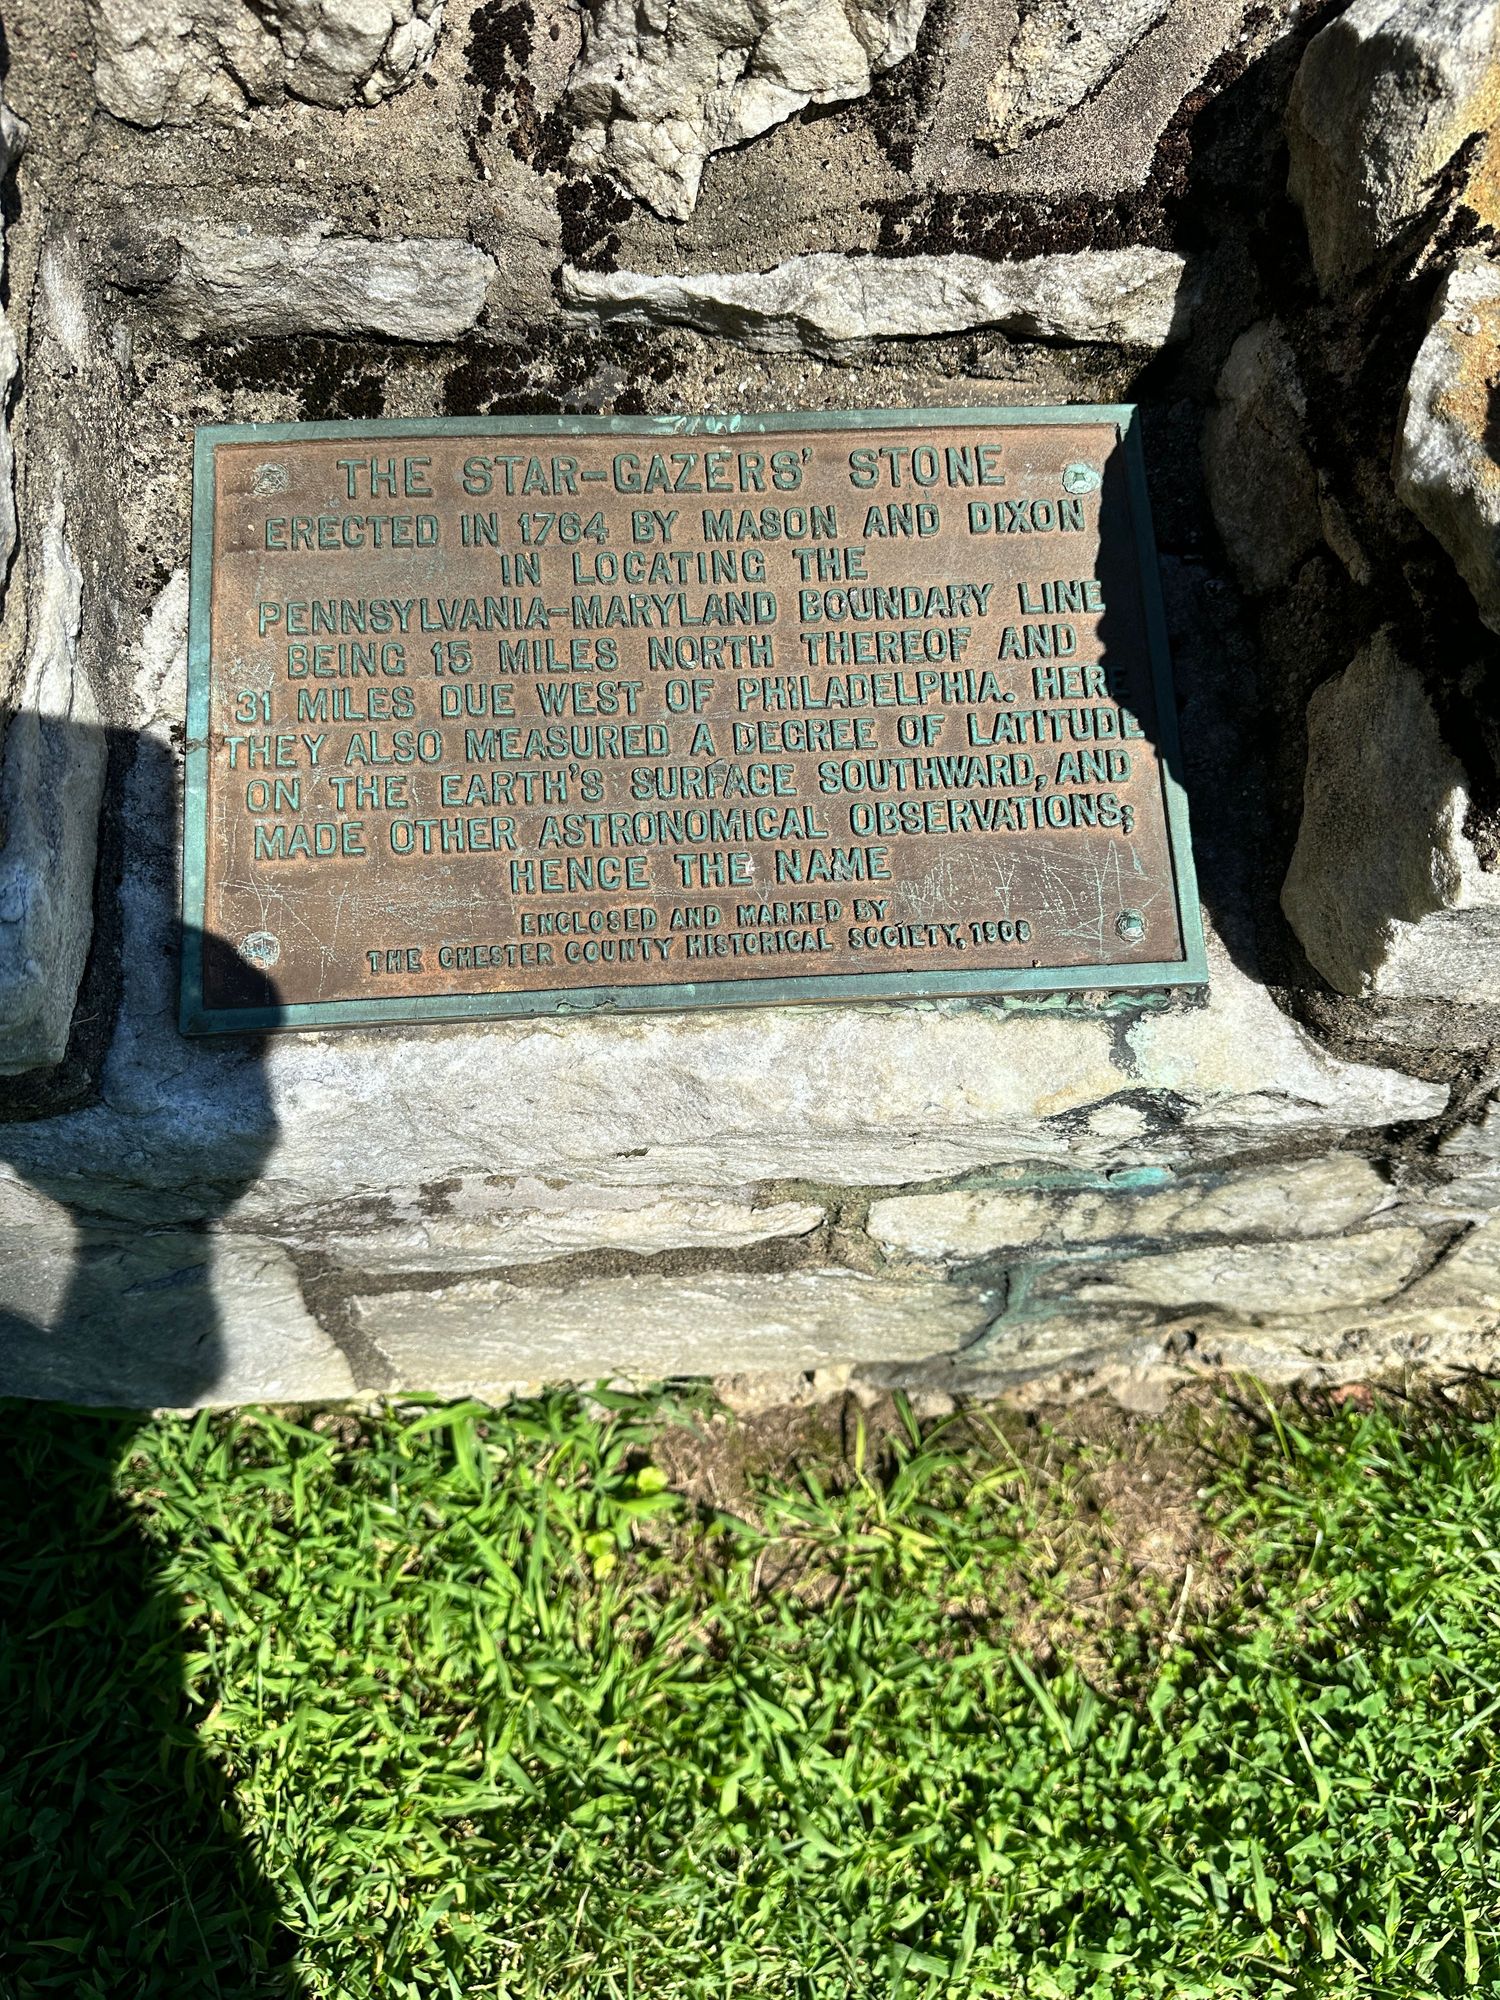 THE STAR-GAZERS' STONE
ERECTED IN 1764 BY MASON AND DIXON
IN LOCATING THE
PENNSYLVANIA-MARYLAND BOUNDARY LINE
BEING 15 MILES NORTH THEREOF AND
31 MILES DUE WEST OF PHILADELPHIA. HERE
THEY ALSO MEASURED A DEGREE OF LATITUDE
ON THE EARTH'S SURFACE SOUTHWARD, AND
MADE OTHER ASTRONOMICAL OBSERVATIONS;
HENCE THE NAME
ENCLOSED AND MARKED BY
THE CHESTER COUNTY HISTORICAL SOCIETY, 1908